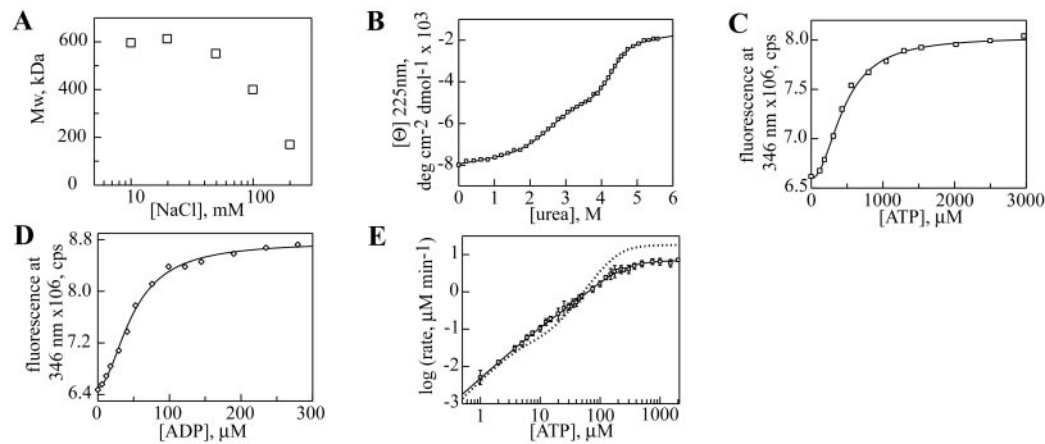 A
Mw, kDa
600
400
200
0
10
100
[NaCl], mM
B
[Θ] 225nm,
deg cm-2 dmol-1 x 103
-2
-4
-6
-8
0 1 2 3 4 5 6
[urea], M
C
fluorescence at
346 nm x106, cps
8.0
7.5
7.0
6.5
0 1000 2000 3000
[ATP], μM
D
fluorescence at
346 nm x106, cps
8.8
8.0
7.2
6.4
0 100 200 300
[ADP], μM
E
log (rate, μM min-1)
1
0
-1
-2
-3
1 10 100 1000
[ATP], μM